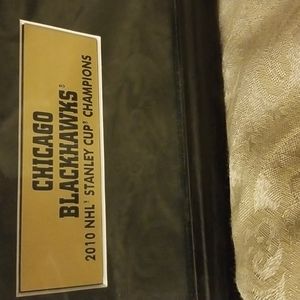 CHICAGO
BLACKHAWKS®
2010 NHL® STANLEY CUP® CHAMPIONS